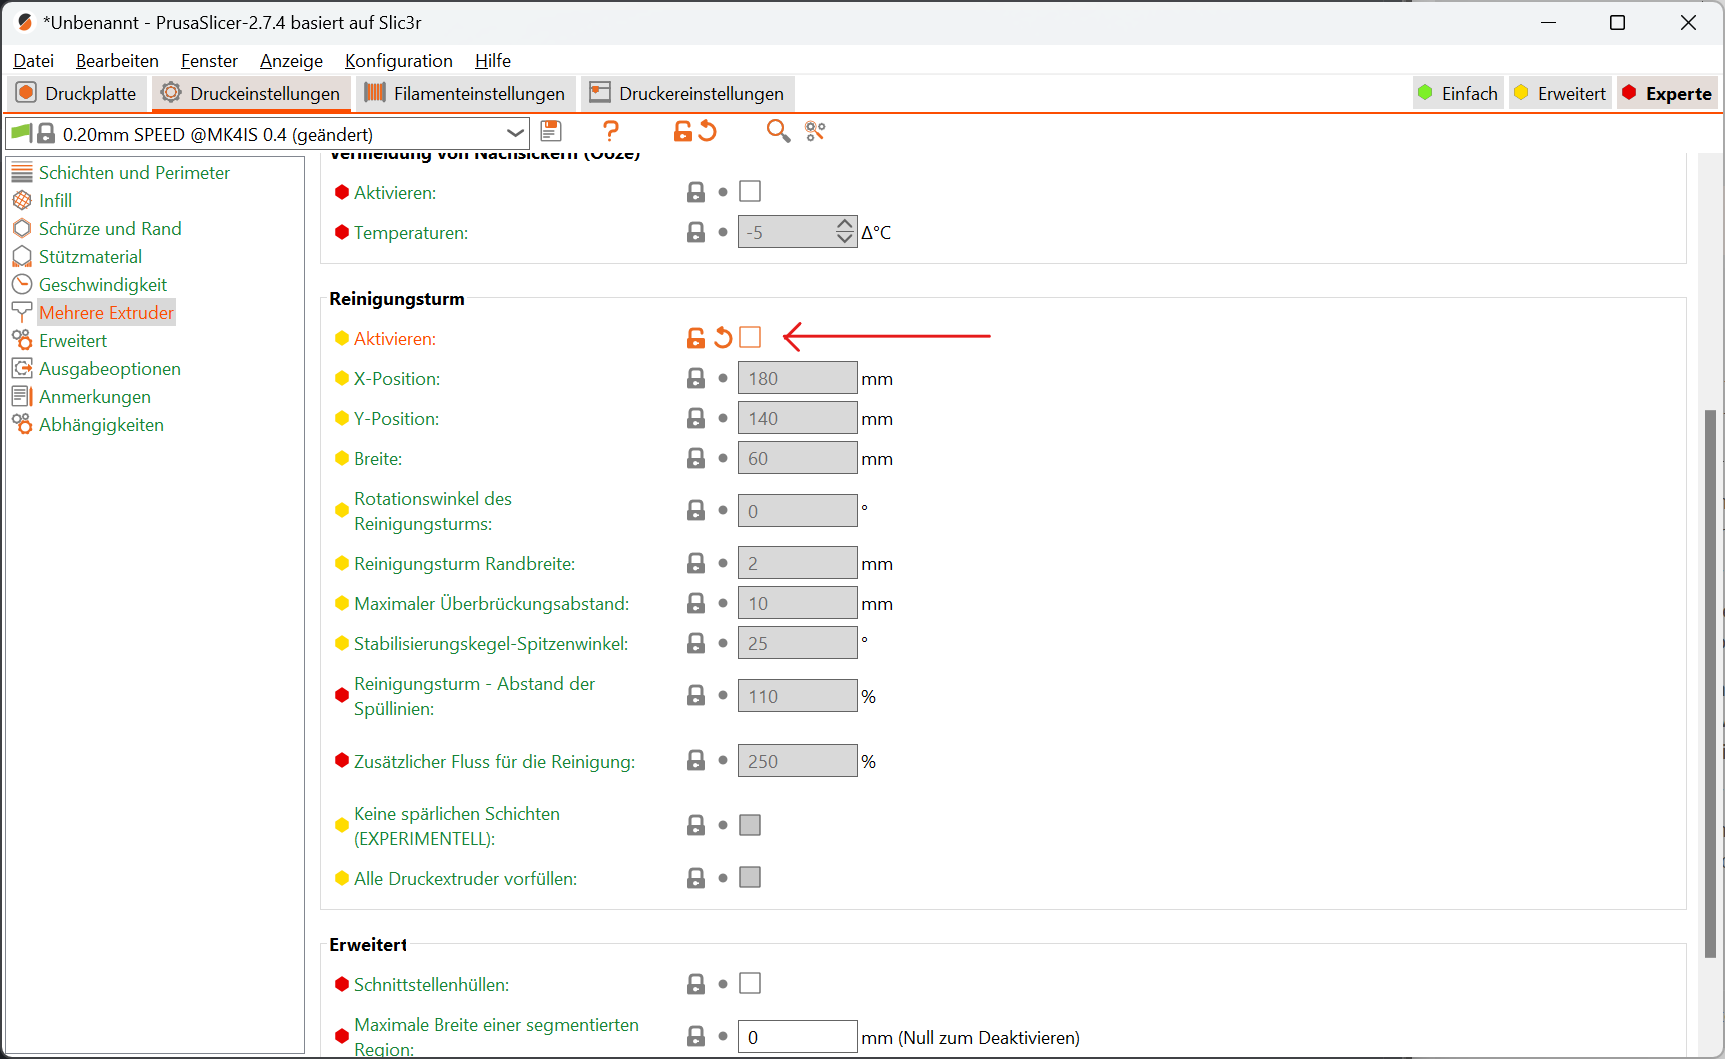 *Unbenannt - PrusaSlicer-2.7.4 basiert auf Slic3r
Datei Bearbeiten Fenster Anzeige Konfiguration Hilfe
Druckplatte Druckeinstellungen Filamenteinstellungen Druckereinstellungen Einfach Erweitert Experte
0.20mm SPEED @MK4IS 0.4 (geändert)
Schichten und Perimeter
Infill
Schürze und Rand
Stützmaterial
Geschwindigkeit
Mehrere Extruder
Erweitert
Ausgabeoptionen
Anmerkungen
Abhängigkeiten
Vermeidung von Nachsickern (Ooze)
Aktivieren:
Temperaturen: -5 Δ°C
Reinigungsturm
Aktivieren:
X-Position: 180 mm
Y-Position: 140 mm
Breite: 60 mm
Rotationswinkel des
Reinigungsturms: 0 °
Reinigungsturm Randbreite: 2 mm
Maximaler Überbrückungsabstand: 10 mm
Stabilisierungskegel-Spitzenwinkel: 25 °
Reinigungsturm - Abstand der
Spüllinien: 110 %
Zusätzlicher Fluss für die Reinigung: 250 %
Keine spärlichen Schichten
(EXPERIMENTELL):
Alle Druckextruder vorfüllen:
Erweitert
Schnittstellenhüllen:
Maximale Breite einer segmentierten
Region: 0 mm (Null zum Deaktivieren)